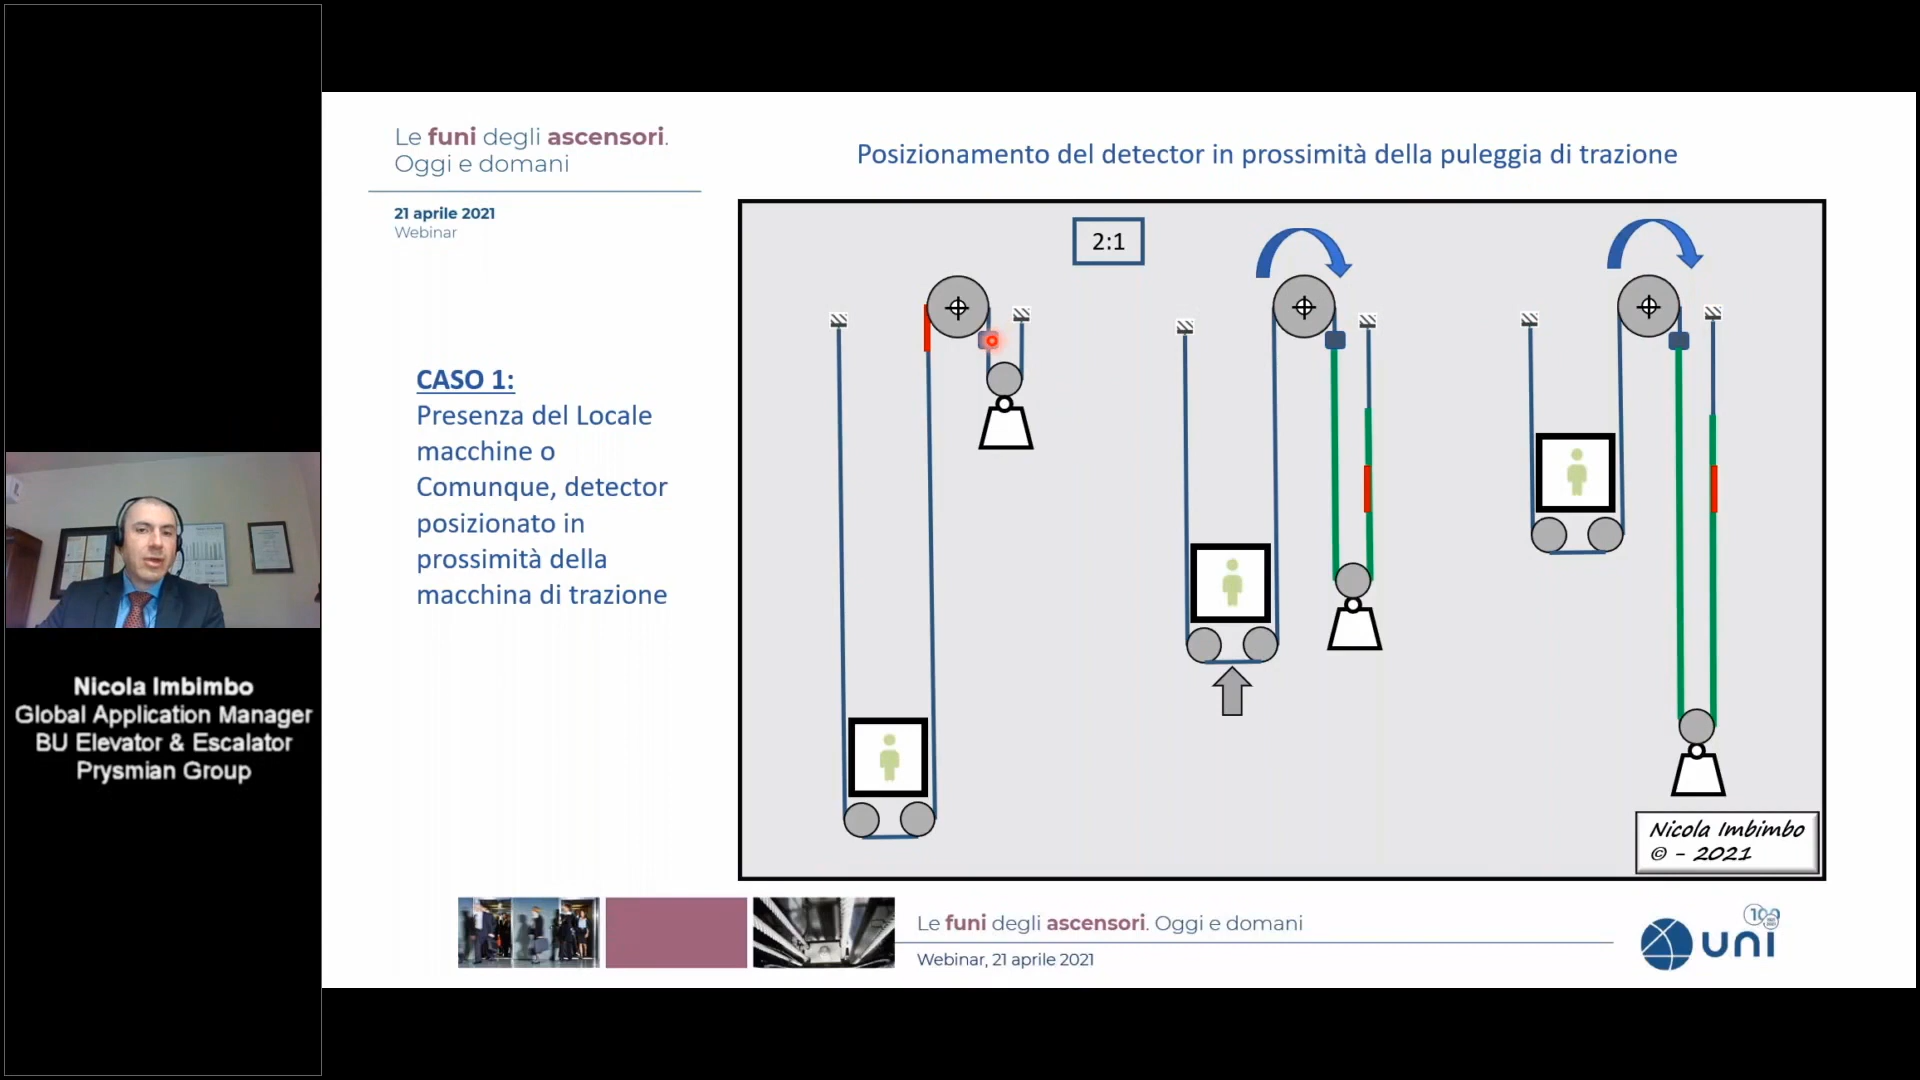 Le funi degli ascensori.
Oggi e domani
21 aprile 2021
Webinar
Posizionamento del detector in prossimità della puleggia di trazione
2:1
CASO 1:
Presenza del Locale
macchine o
Comunque, detector
posizionato in
prossimità della
macchina di trazione
Nicola Imbimbo
Global Application Manager
BU Elevator & Escalator
Prysmian Group
Nicola Imbimbo
© - 2021
Le funi degli ascensori. Oggi e domani
Webinar, 21 aprile 2021
100
uni